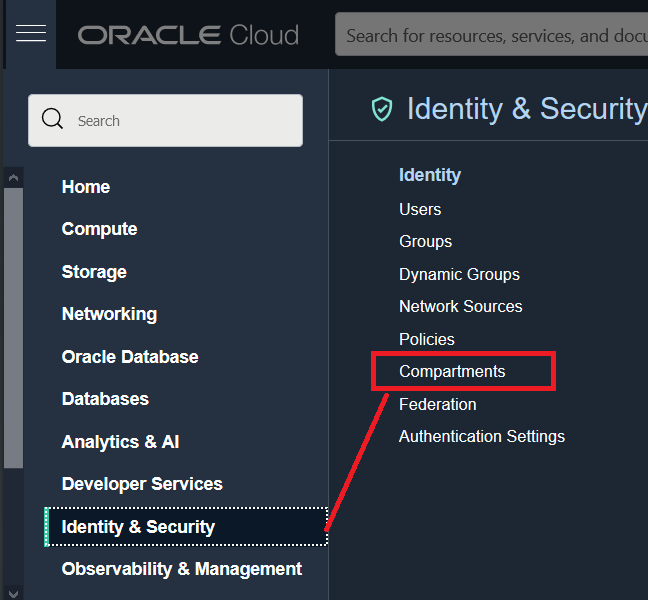 ORACLE Cloud
Search for resources, services, and docu
Search
Home
Compute
Storage
Networking
Oracle Database
Databases
Analytics & AI
Developer Services
Identity & Security
Observability & Management
Identity & Security
Identity
Users
Groups
Dynamic Groups
Network Sources
Policies
Compartments
Federation
Authentication Settings